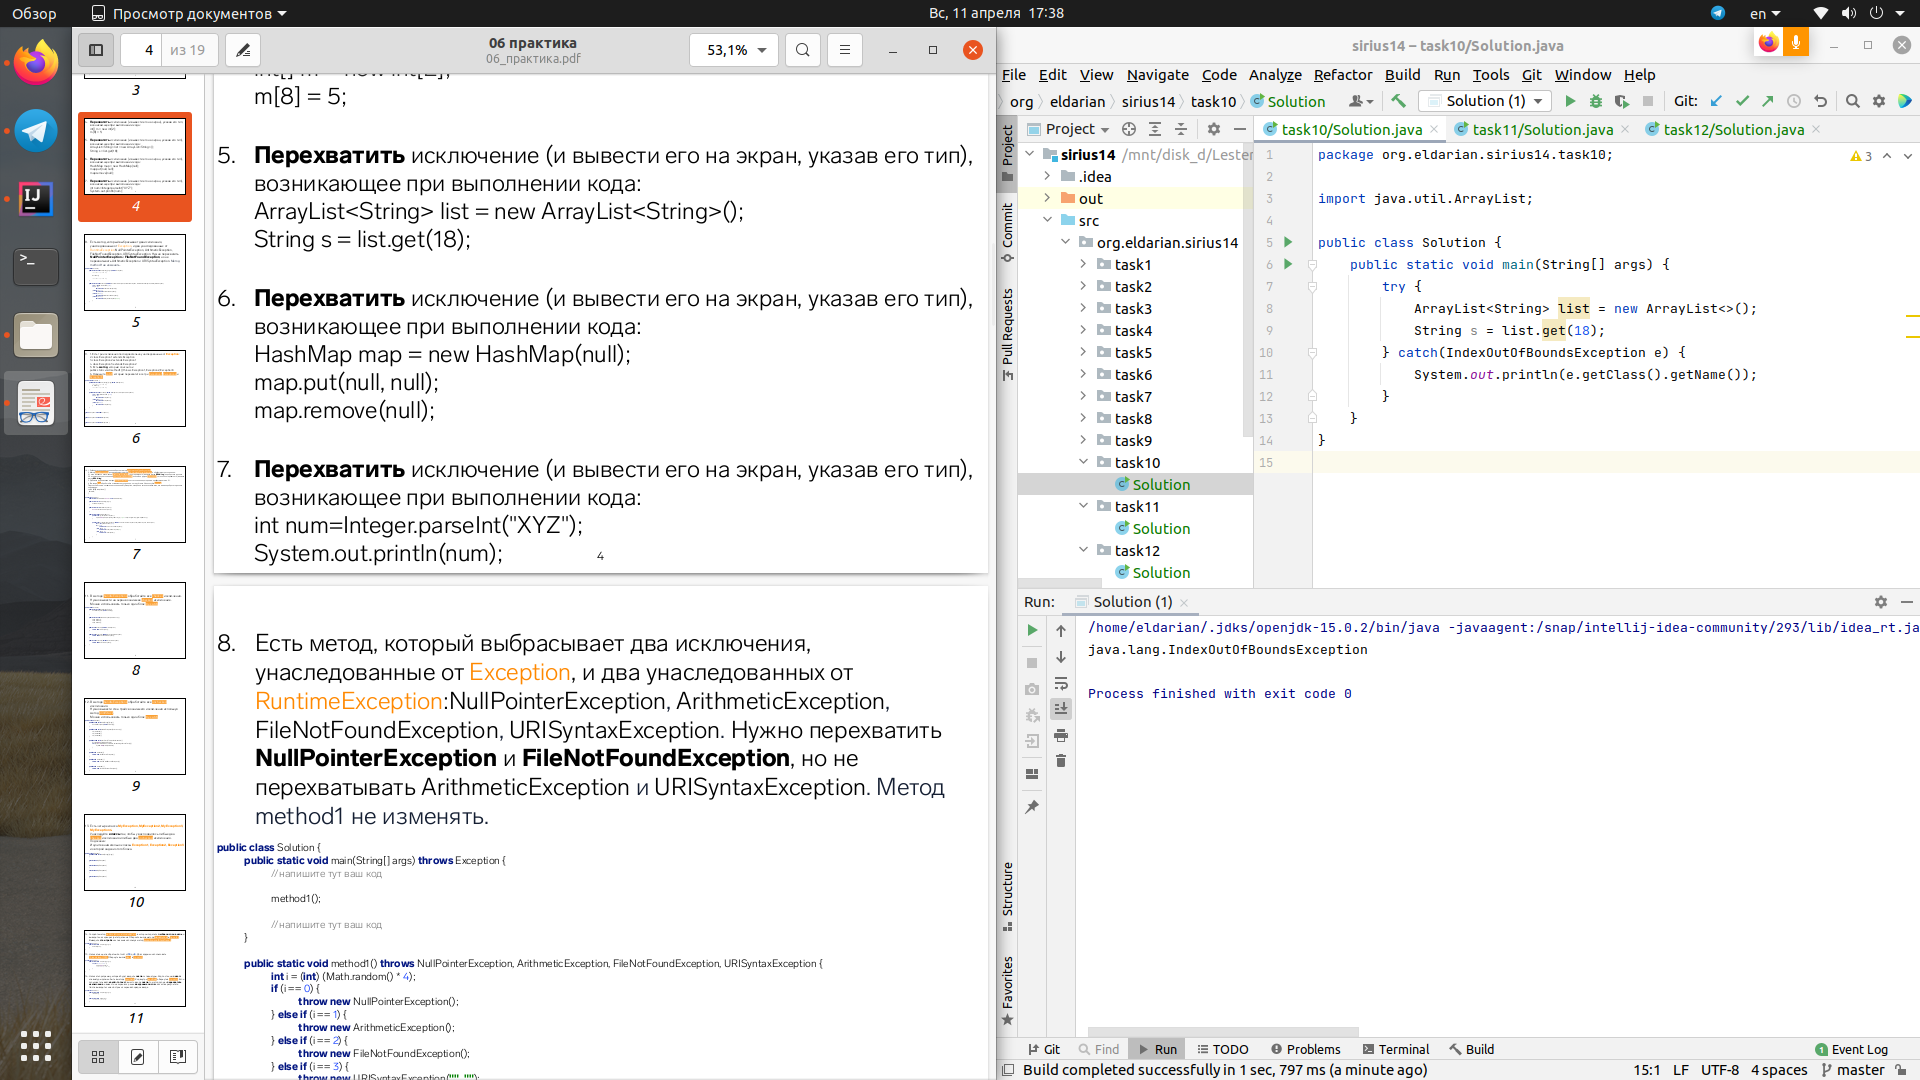 Обзор
Просмотр документов
Вс, 11 апреля 17:38
en
4
из 19
06 практика
06_практика.pdf
53,1%
3
4
5
6
7
8
9
10
11
m[8] = 5;
5. Перехватить исключение (и вывести его на экран, указав его тип),
возникающее при выполнении кода:
ArrayList<String> list = new ArrayList<String>();
String s = list.get(18);
6. Перехватить исключение (и вывести его на экран, указав его тип),
возникающее при выполнении кода:
HashMap map = new HashMap(null);
map.put(null, null);
map.remove(null);
7. Перехватить исключение (и вывести его на экран, указав его тип),
возникающее при выполнении кода:
int num=Integer.parseInt("XYZ");
System.out.println(num);
4
8. Есть метод, который выбрасывает два исключения,
унаследованные от Exception, и два унаследованных от
RuntimeException:NullPointerException, ArithmeticException,
FileNotFoundException, URISyntaxException. Нужно перехватить
NullPointerException и FileNotFoundException, но не
перехватывать ArithmeticException и URISyntaxException. Метод
method1 не изменять.
public class Solution {
public static void main(String[] args) throws Exception {
//напишите тут ваш код
method1();
//напишите тут ваш код
}
public static void method1() throws NullPointerException, ArithmeticException, FileNotFoundException, URISyntaxException {
int i = (int) (Math.random() * 4);
if (i == 0) {
throw new NullPointerException();
} else if (i == 1) {
throw new ArithmeticException();
} else if (i == 2) {
throw new FileNotFoundException();
} else if (i == 3) {
throw new URISyntaxException("", "");
sirius14 – task10/Solution.java
File Edit View Navigate Code Analyze Refactor Build Run Tools Git Window Help
org eldarian sirius14 task10 Solution
Solution (1)
Git:
Project
Commit
Pull Requests
Structure
Favorites
Project
sirius14 /mnt/disk_d/Lester
.idea
out
src
org.eldarian.sirius14
task1
task2
task3
task4
task5
task6
task7
task8
task9
task10
Solution
task11
Solution
task12
Solution
task10/Solution.java
task11/Solution.java
task12/Solution.java
3
1 package org.eldarian.sirius14.task10;
2
3 import java.util.ArrayList;
4
5 public class Solution {
6 public static void main(String[] args) {
7 try {
8 ArrayList<String> list = new ArrayList<>();
9 String s = list.get(18);
10 } catch(IndexOutOfBoundsException e) {
11 System.out.println(e.getClass().getName());
12 }
13 }
14 }
15
Run: Solution (1)
/home/eldarian/.jdks/openjdk-15.0.2/bin/java -javaagent:/snap/intellij-idea-community/293/lib/idea_rt.ja
java.lang.IndexOutOfBoundsException
Process finished with exit code 0
Git Find Run TODO Problems Terminal Build
1 Event Log
Build completed successfully in 1 sec, 797 ms (a minute ago)
15:1 LF UTF-8 4 spaces master